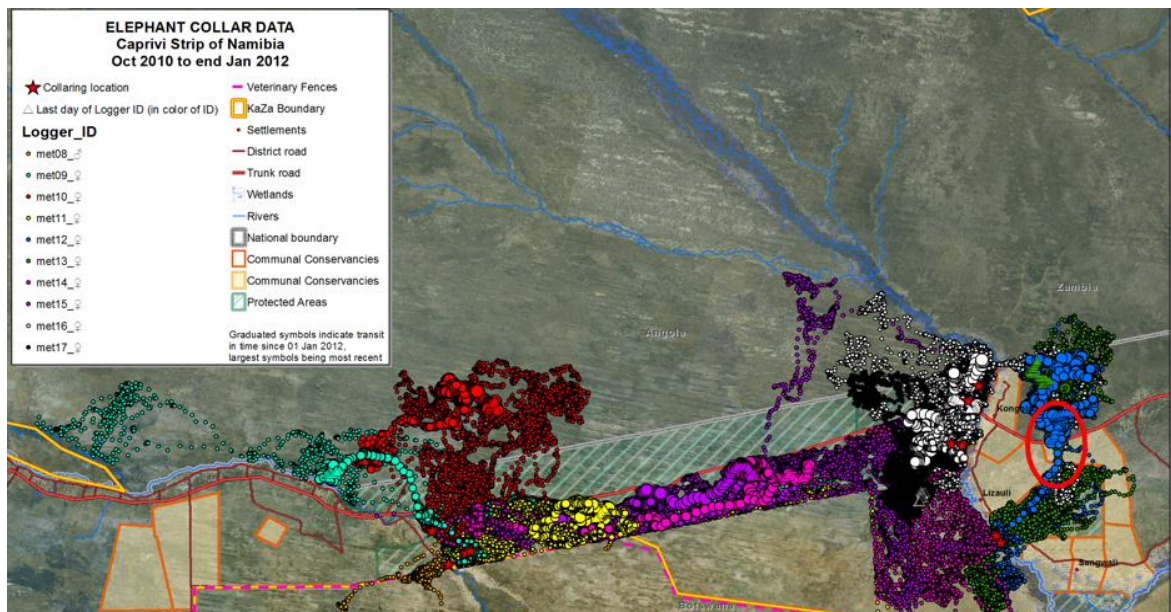 ELEPHANT COLLAR DATA
Caprivi Strip of Namibia
Oct 2010 to end Jan 2012
Collaring location
Last day of Logger ID (in color of ID)
Logger_ID
met08_♂
met09_♀
met10_♀
met11_♀
met12_♀
met13_♀
met14_♀
met15_♀
met16_♀
met17_♀
Veterinary Fences
KaZa Boundary
Settlements
District road
Trunk road
Wetlands
Rivers
National boundary
Communal Conservancies
Communal Conservancies
Protected Areas
Graduated symbols indicate transit
in time since 01 Jan 2012,
largest symbols being most recent
Zambia
Angola
Lizauli
Sangwali
Botswana